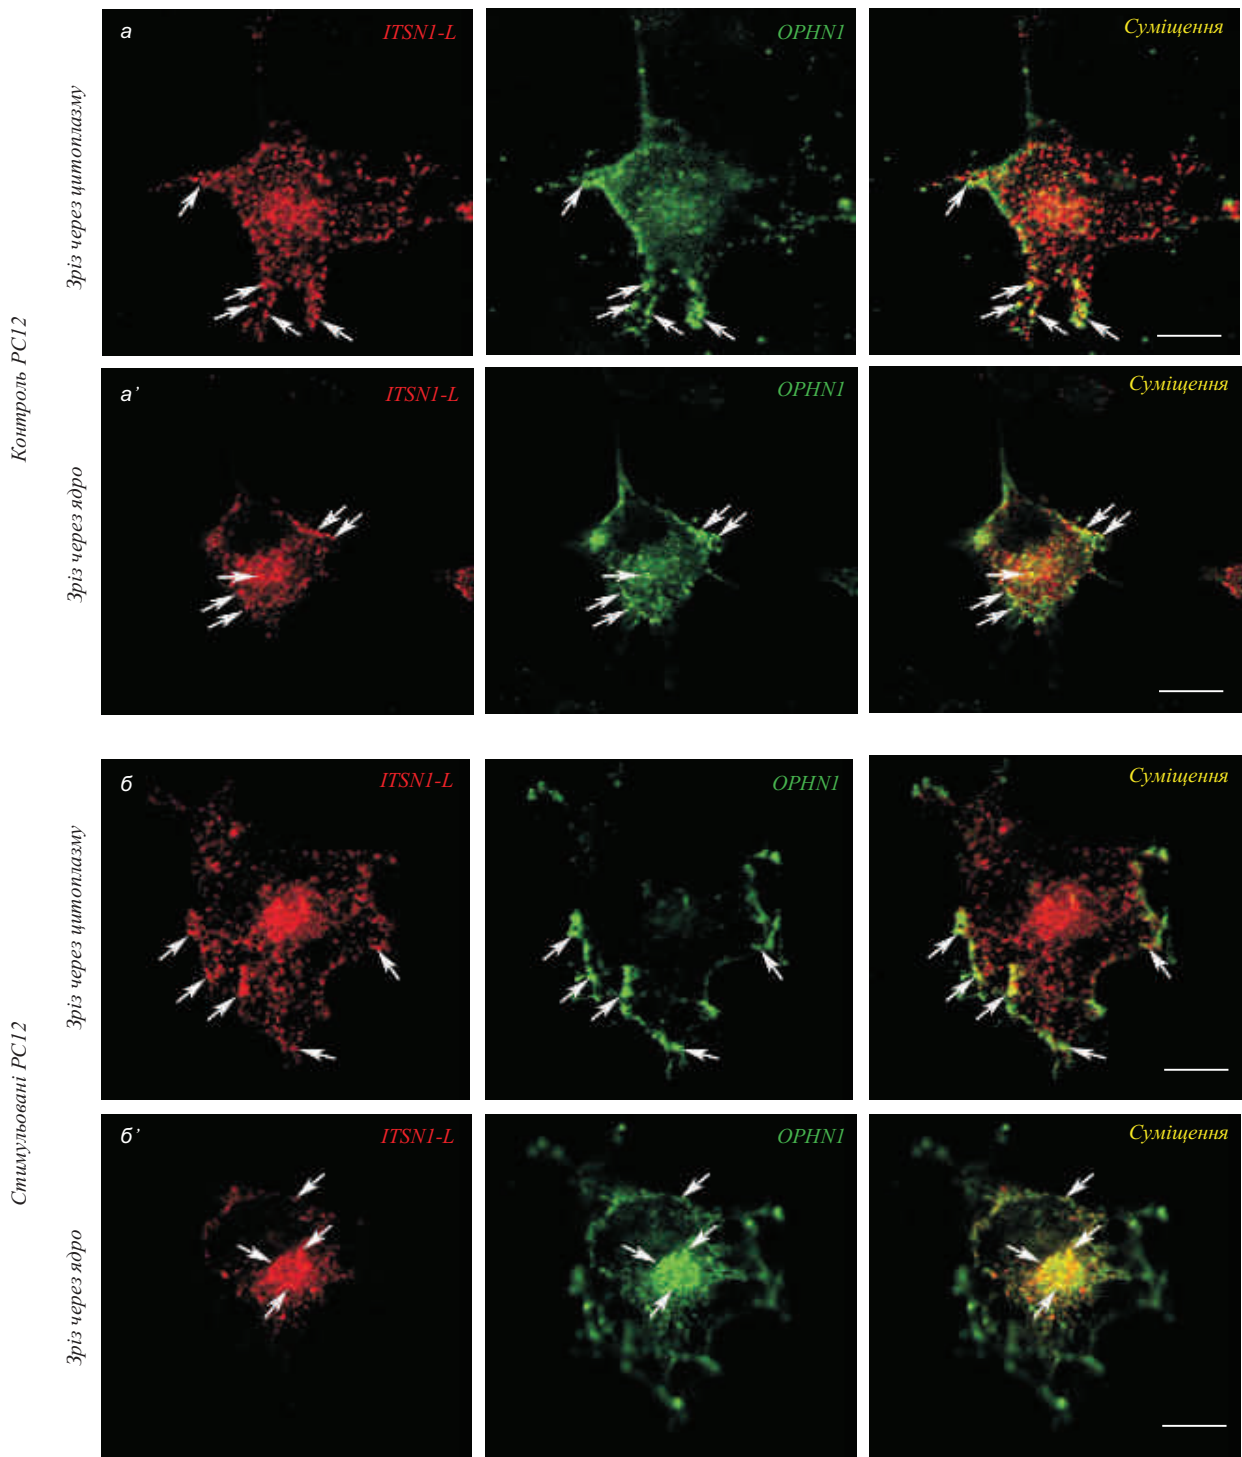 Контроль PC12
Зріз через цитоплазму
а
ITSN1-L
OPHN1
Суміщення
Зріз через ядро
а’
ITSN1-L
OPHN1
Суміщення
Стимульовані PC12
Зріз через цитоплазму
б
ITSN1-L
OPHN1
Суміщення
Зріз через ядро
б’
ITSN1-L
OPHN1
Суміщення